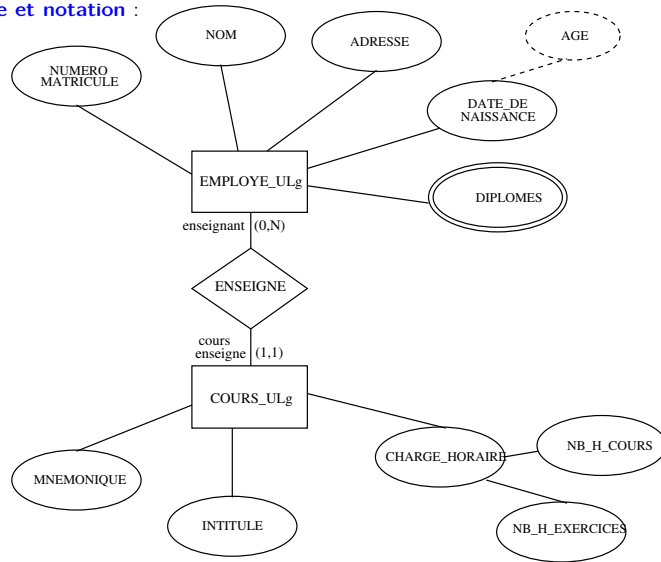 e et notation :
NOM
ADRESSE
AGE
NUMERO
MATRICULE
DATE_DE
NAISSANCE
EMPLOYE_ULg
DIPLOMES
enseignant (0,N)
ENSEIGNE
cours
enseigne (1,1)
COURS_ULg
CHARGE_HORAIRE
NB_H_COURS
MNEMONIQUE
INTITULE
NB_H_EXERCICES